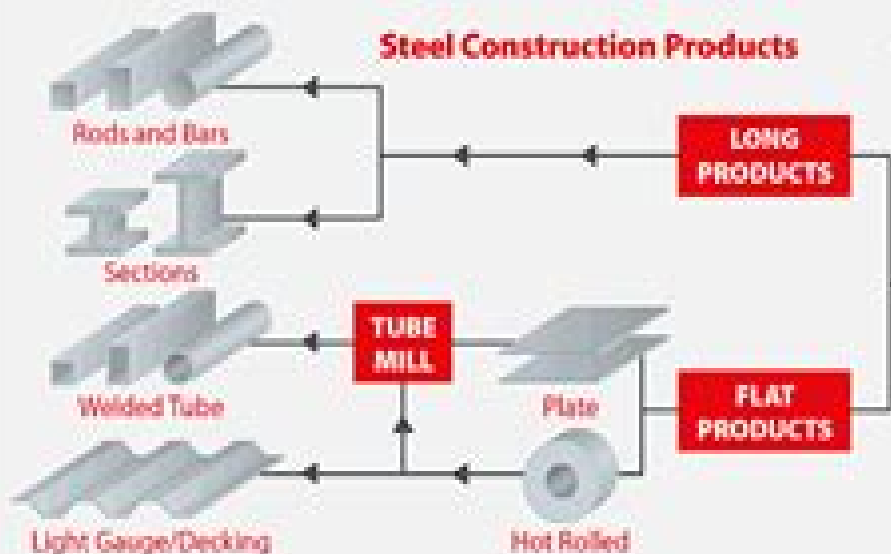 Steel Construction Products
Rods and Bars
LONG
PRODUCTS
Sections
TUBE
MILL
Welded Tube
Plate
FLAT
PRODUCTS
Light Gauge/Decking
Hot Rolled